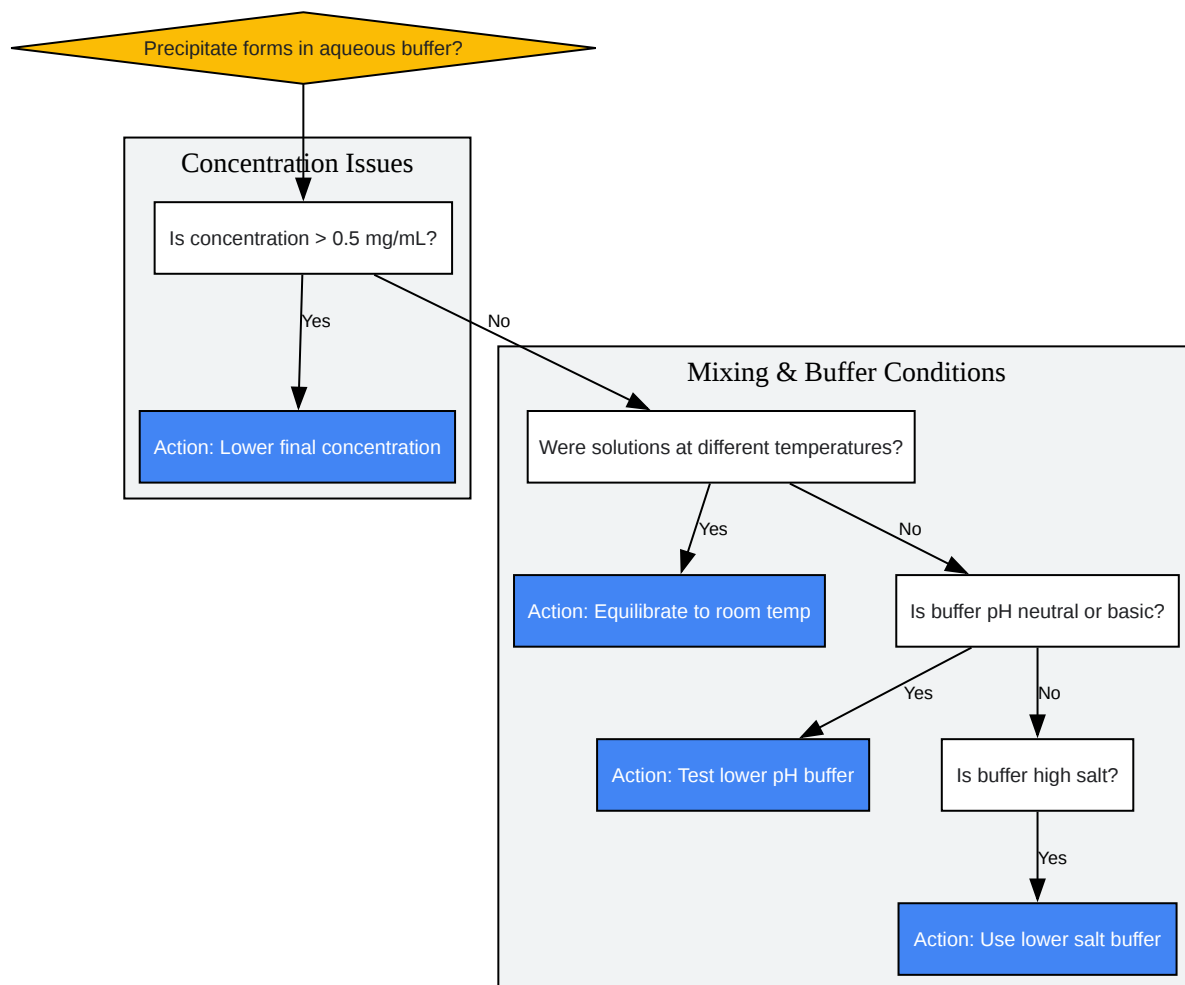 Precipitate forms in aqueous buffer?
Concentration Issues
Is concentration > 0.5 mg/mL?
Yes
No
Action: Lower final concentration
Mixing & Buffer Conditions
Were solutions at different temperatures?
Yes
No
Action: Equilibrate to room temp
Is buffer pH neutral or basic?
Yes
No
Action: Test lower pH buffer
Is buffer high salt?
Yes
Action: Use lower salt buffer